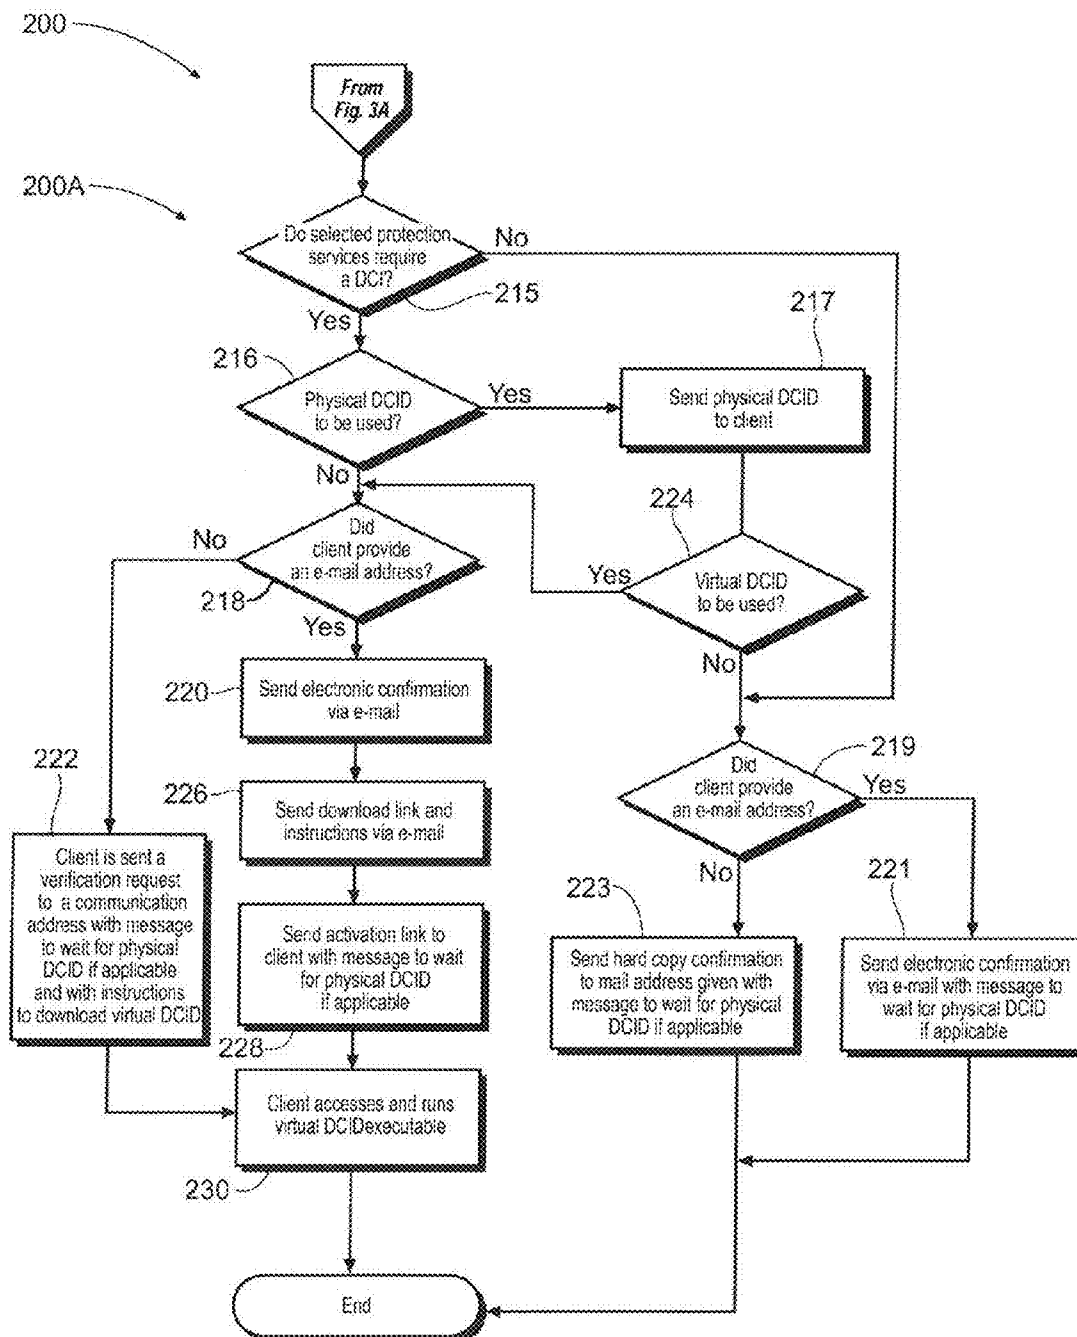 200
From
Fig. 3A
200A
Do selected protection
services require
a DCI?
No
215
Yes
217
216
Physical DCID
to be used?
Yes
Send physical DCID
to client
No
224
Did
client provide
an e-mail address?
No
218
Yes
Virtual DCID
to be used?
Yes
No
220
Send electronic confirmation
via e-mail
219
Did
client provide
an e-mail address?
Yes
No
222
226
Send download link and
instructions via e-mail
Client is sent a
verification request
to a communication
address with message
to wait for physical
DCID if applicable
and with instructions
to download virtual DCID
223
221
Send activation link to
client with message to wait
for physical DCID
if applicable
228
Send hard copy confirmation
to mail address given with
message to wait for physical
DCID if applicable
Send electronic confirmation
via e-mail with message to
wait for physical DCID
if applicable
Client accesses and runs
virtual DCIDexecutable
230
End